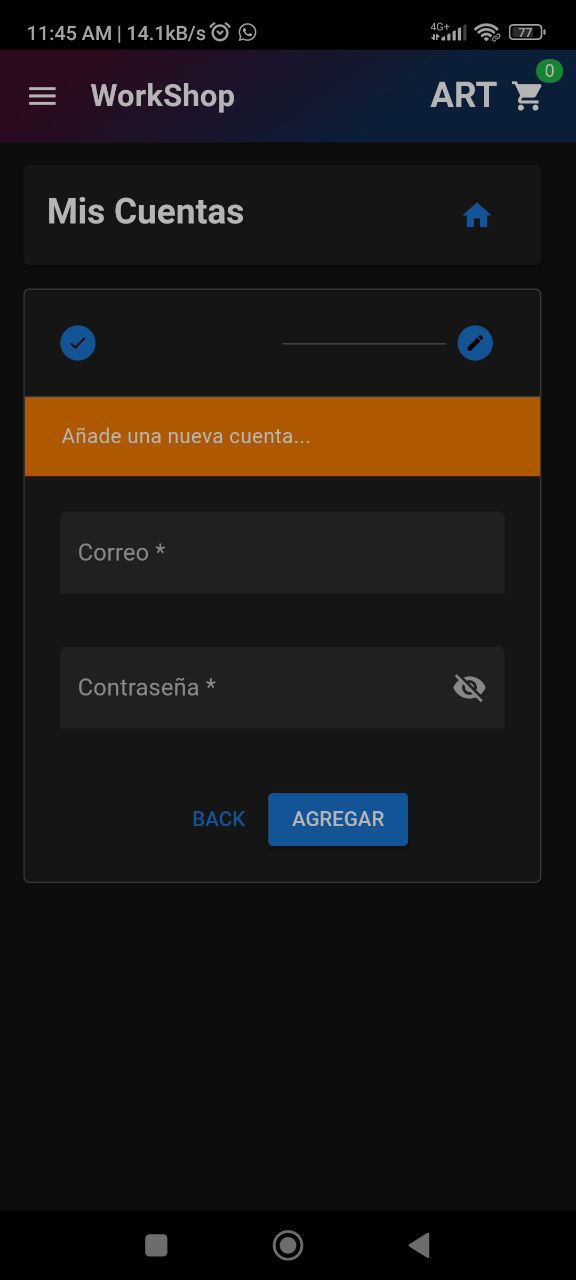 11:45 AM | 14.1kB/s 4G+ 77
WorkShop ART 0
Mis Cuentas
Añade una nueva cuenta...
Correo *
Contraseña *
BACK AGREGAR